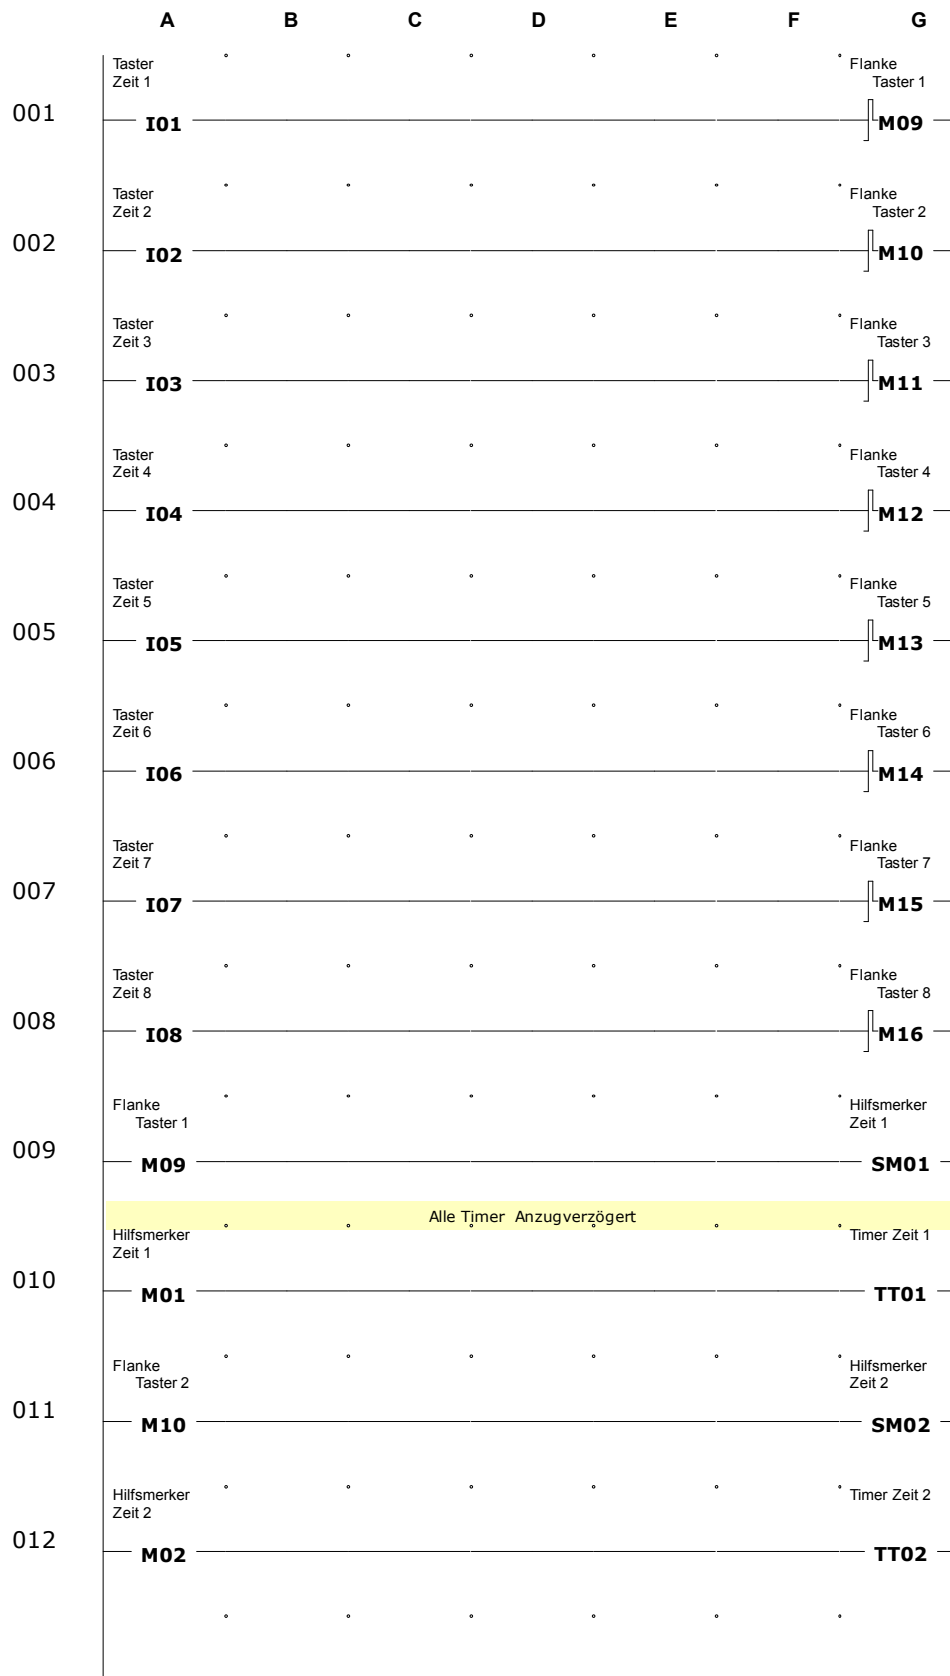 A B C D E F G
Taster
Zeit 1
Flanke
Taster 1
001 I01 M09
Taster
Zeit 2
Flanke
Taster 2
002 I02 M10
Taster
Zeit 3
Flanke
Taster 3
003 I03 M11
Taster
Zeit 4
Flanke
Taster 4
004 I04 M12
Taster
Zeit 5
Flanke
Taster 5
005 I05 M13
Taster
Zeit 6
Flanke
Taster 6
006 I06 M14
Taster
Zeit 7
Flanke
Taster 7
007 I07 M15
Taster
Zeit 8
Flanke
Taster 8
008 I08 M16
Flanke
Taster 1
Hilfsmerker
Zeit 1
009 M09 SM01
Alle Timer Anzugverzögert
Hilfsmerker
Zeit 1
Timer Zeit 1
010 M01 TT01
Flanke
Taster 2
Hilfsmerker
Zeit 2
011 M10 SM02
Hilfsmerker
Zeit 2
Timer Zeit 2
012 M02 TT02